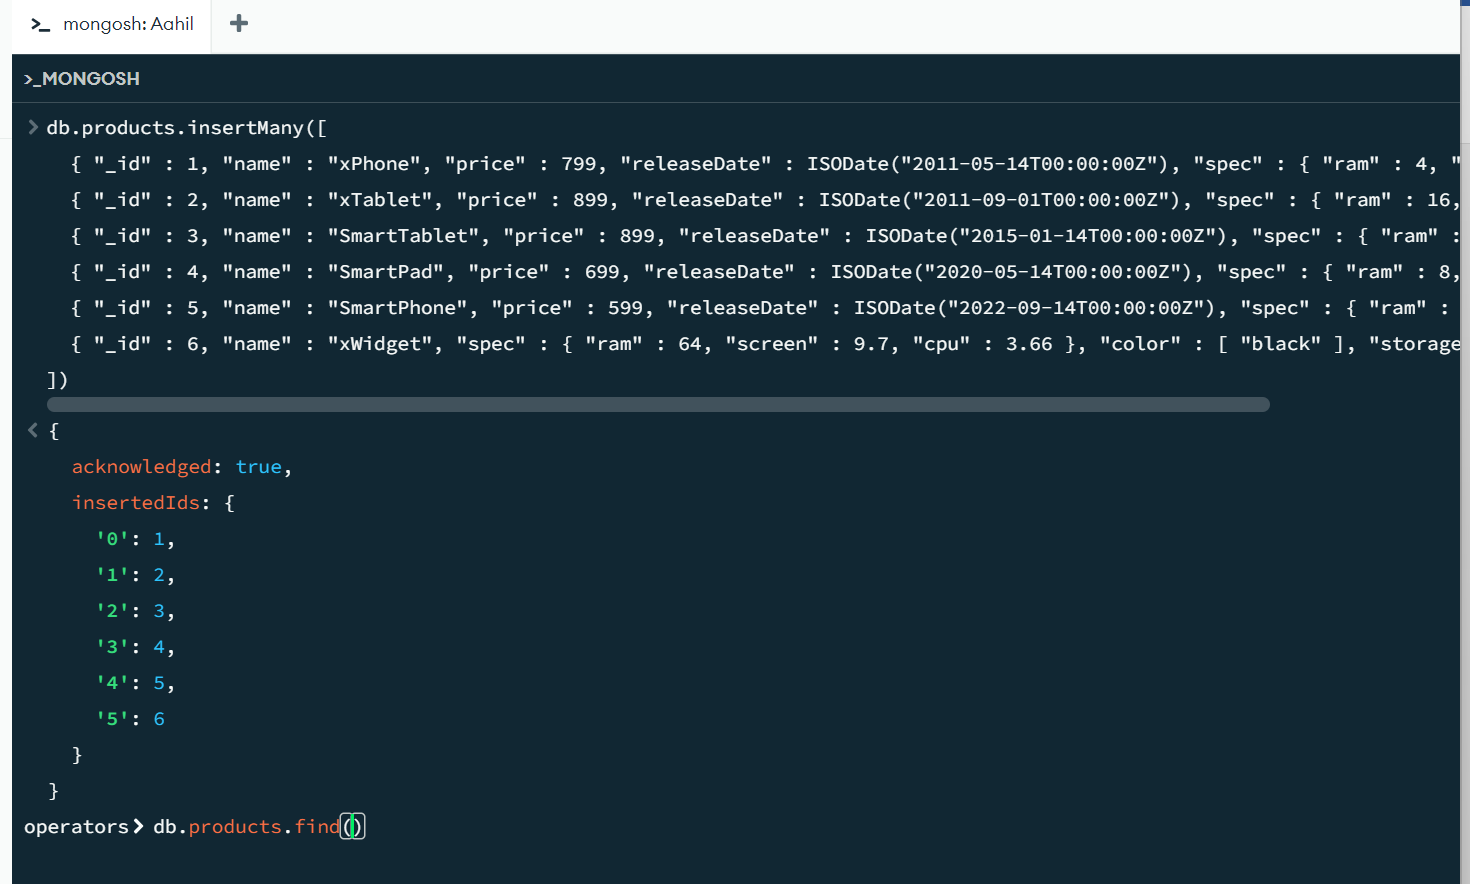 mongosh: Aahil
>_MONGOSH
db.products.insertMany([
{ "_id" : 1, "name" : "xPhone", "price" : 799, "releaseDate" : ISODate("2011-05-14T00:00:00Z"), "spec" : { "ram" : 4, "
{ "_id" : 2, "name" : "xTablet", "price" : 899, "releaseDate" : ISODate("2011-09-01T00:00:00Z"), "spec" : { "ram" : 16,
{ "_id" : 3, "name" : "SmartTablet", "price" : 899, "releaseDate" : ISODate("2015-01-14T00:00:00Z"), "spec" : { "ram" :
{ "_id" : 4, "name" : "SmartPad", "price" : 699, "releaseDate" : ISODate("2020-05-14T00:00:00Z"), "spec" : { "ram" : 8,
{ "_id" : 5, "name" : "SmartPhone", "price" : 599, "releaseDate" : ISODate("2022-09-14T00:00:00Z"), "spec" : { "ram" :
{ "_id" : 6, "name" : "xWidget", "spec" : { "ram" : 64, "screen" : 9.7, "cpu" : 3.66 }, "color" : [ "black" ], "storage
])
{
acknowledged: true,
insertedIds: {
'0': 1,
'1': 2,
'2': 3,
'3': 4,
'4': 5,
'5': 6
}
}
operators> db.products.find()